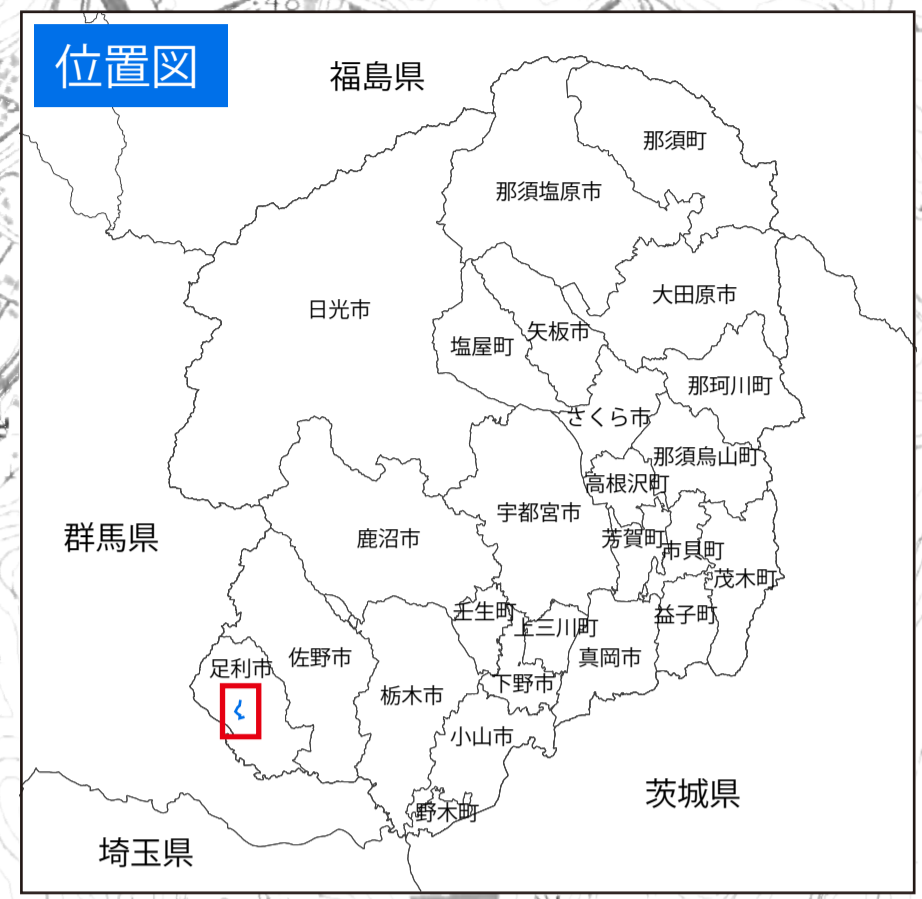 位置図
福島県
那須町
那須塩原市
大田原市
日光市
矢板市
塩屋町
那珂川町
さくら市
那須烏山町
高根沢町
宇都宮市
群馬県
鹿沼市
芳賀町
市貝町
茂木町
壬生町
益子町
上三川町
佐野市
真岡市
足利市
下野市
栃木市
小山市
茨城県
野木町
埼玉県